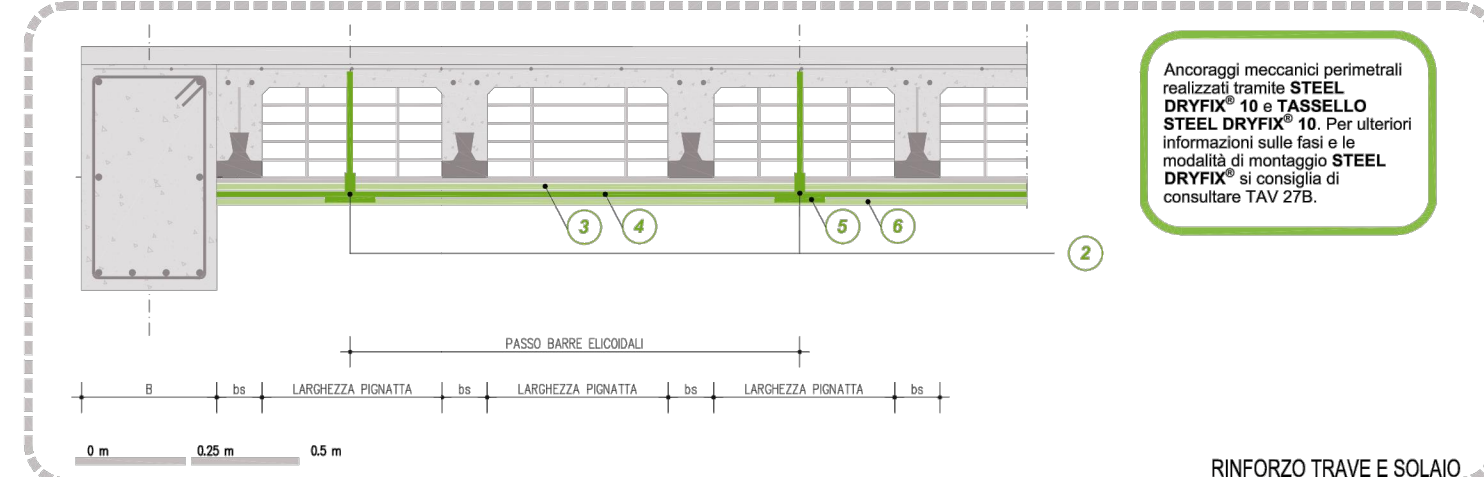 Ancoraggi meccanici perimetrali
realizzati tramite STEEL
DRYFIX® 10 e TASSELLO
STEEL DRYFIX® 10. Per ulteriori
informazioni sulle fasi e le
modalità di montaggio STEEL
DRYFIX® si consiglia di
consultare TAV 27B.
3 4 5 6
2
PASSO BARRE ELICOIDALI
B bs LARGHEZZA PIGNATTA bs LARGHEZZA PIGNATTA bs LARGHEZZA PIGNATTA bs
0 m 0.25 m 0.5 m
RINFORZO TRAVE E SOLAIO